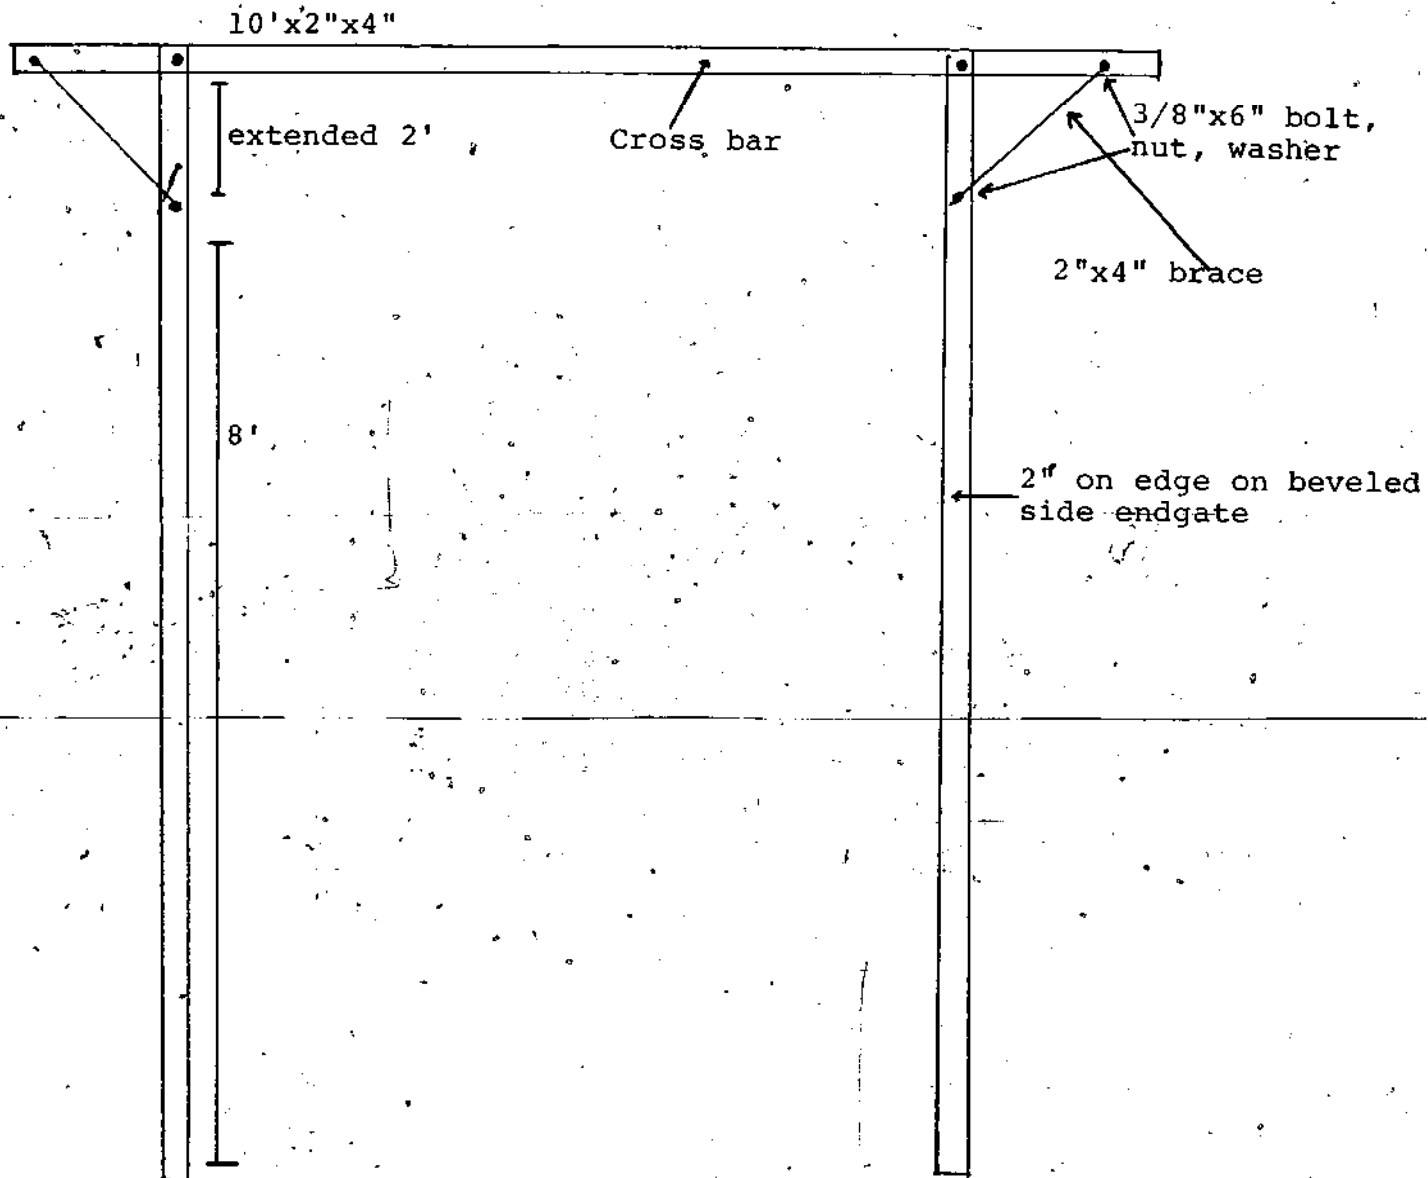 10'x2"x4"
extended 2'
Cross bar
3/8"x6" bolt,
nut, washer
2"x4" brace
8'
2" on edge on beveled
side endgate